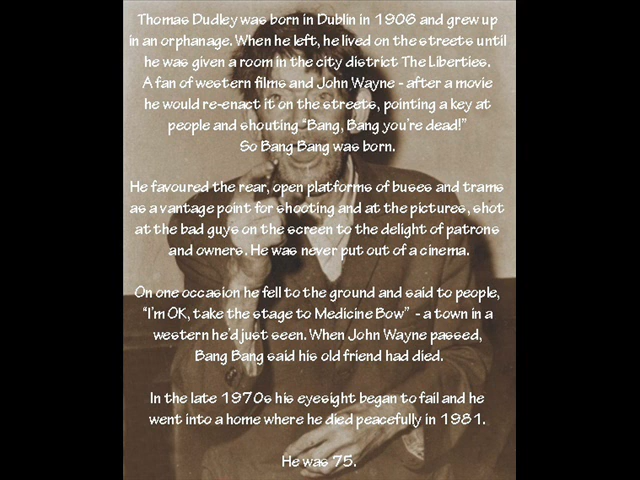 Thomas Dudley was born in Dublin in 1906 and grew up
in an orphanage. When he left, he lived on the streets until
he was given a room in the city district The Liberties.
A fan of western films and John Wayne - after a movie
he would re-enact it on the streets, pointing a key at
people and shouting "Bang, Bang you're dead!"
So Bang Bang was born.
He favoured the rear, open platforms of buses and trams
as a vantage point for shooting and at the pictures, shot
at the bad guys on the screen to the delight of patrons
and owners. He was never put out of a cinema.
On one occasion he fell to the ground and said to people,
"I'm OK, take the stage to Medicine Bow" - a town in a
western he'd just seen. When John Wayne passed,
Bang Bang said his old friend had died.
In the late 1970s his eyesight began to fail and he
went into a home where he died peacefully in 1981.
He was 75.